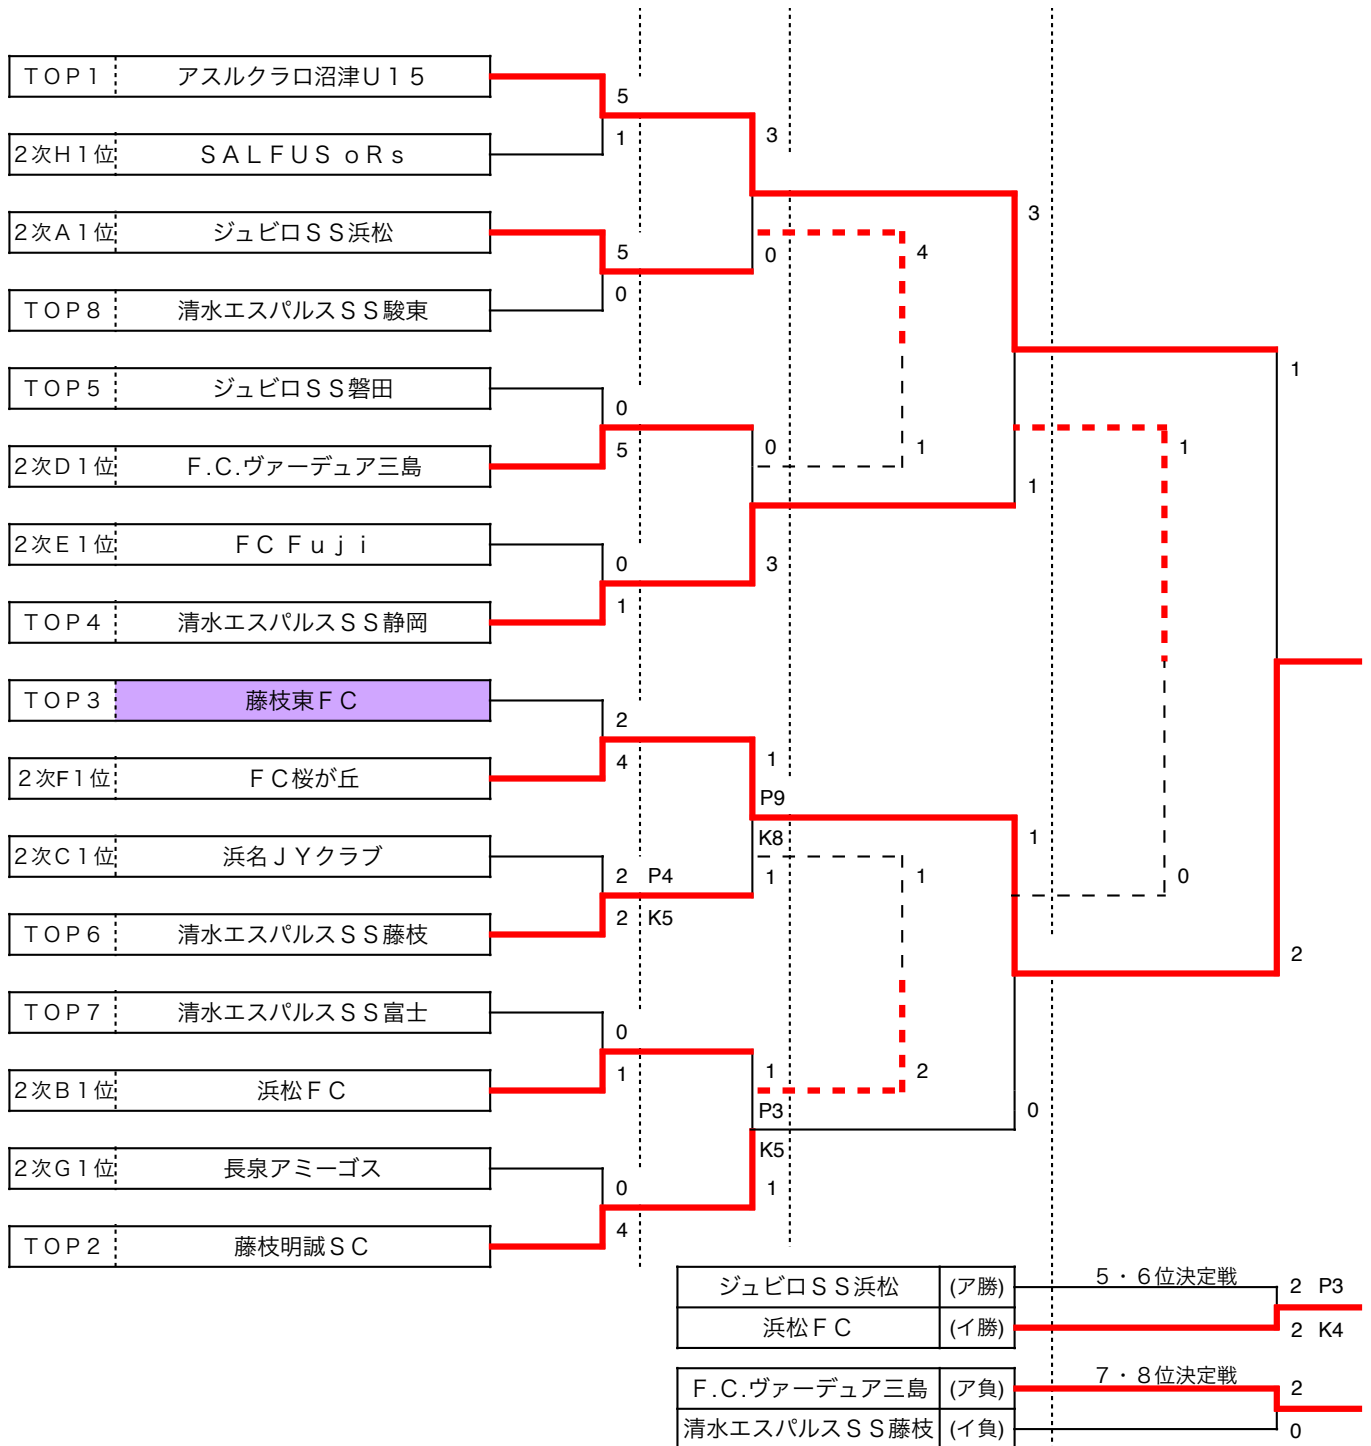 TOP1 アスルクラロ沼津U15
5
1
3
2次H1位 SALFUS oRs
3
2次A1位 ジュビロSS浜松
5
0
0
4
TOP8 清水エスパルスSS駿東
1
TOP5 ジュビロSS磐田
0
5
0
1
1
2次D1位 F.C.ヴァーデュア三島
1
2次E1位 FC Fuji
0
1
3
TOP4 清水エスパルスSS静岡
TOP3 藤枝東FC
2
4
1
2次F1位 FC桜が丘
P9
K8
1
2次C1位 浜名JYクラブ
2 P4
2 K5
1
1
0
TOP6 清水エスパルスSS藤枝
2
TOP7 清水エスパルスSS富士
0
1
1
2
2次B1位 浜松FC
P3
K5
1
0
2次G1位 長泉アミーゴス
0
4
TOP2 藤枝明誠SC
ジュビロSS浜松 (ア勝) 5・6位決定戦 2 P3
浜松FC (イ勝) 2 K4
F.C.ヴァーデュア三島 (ア負) 7・8位決定戦 2
清水エスパルスSS藤枝 (イ負) 0